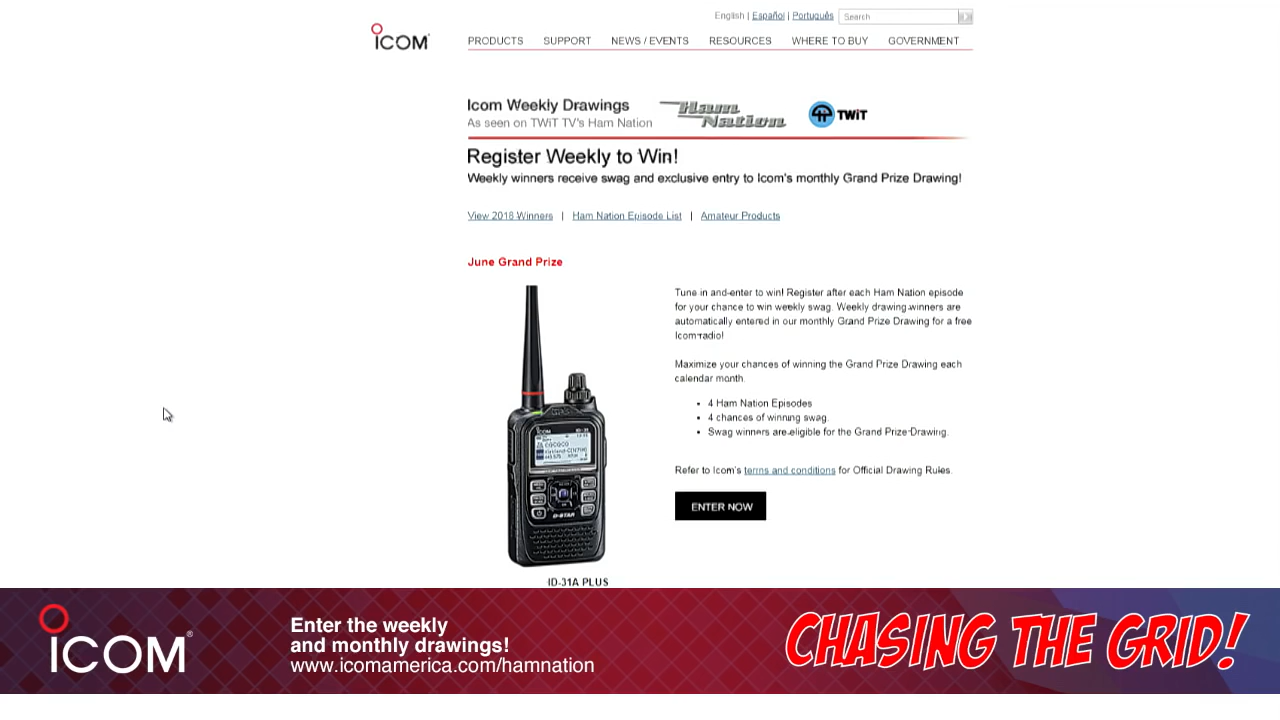 English | Español | Português Search
ICOM
PRODUCTS SUPPORT NEWS / EVENTS RESOURCES WHERE TO BUY GOVERNMENT
Icom Weekly Drawings
As seen on TWiT TV's Ham Nation
Ham Nation
TWiT
Register Weekly to Win!
Weekly winners receive swag and exclusive entry to Icom's monthly Grand Prize Drawing!
View 2018 Winners | Ham Nation Episode List | Amateur Products
June Grand Prize
Tune in and enter to win! Register after each Ham Nation episode
for your chance to win weekly swag. Weekly drawing winners are
automatically entered in our monthly Grand Prize Drawing for a free
Icom radio!
Maximize your chances of winning the Grand Prize Drawing each
calendar month.
• 4 Ham Nation Episodes
• 4 chances of winning swag.
• Swag winners are eligible for the Grand Prize Drawing.
Refer to Icom's terms and conditions for Official Drawing Rules.
ENTER NOW
ICOM
CQCQCQ
D-STAR
ID-31A PLUS
ICOM®
Enter the weekly
and monthly drawings!
www.icomamerica.com/hamnation
CHASING THE GRID!